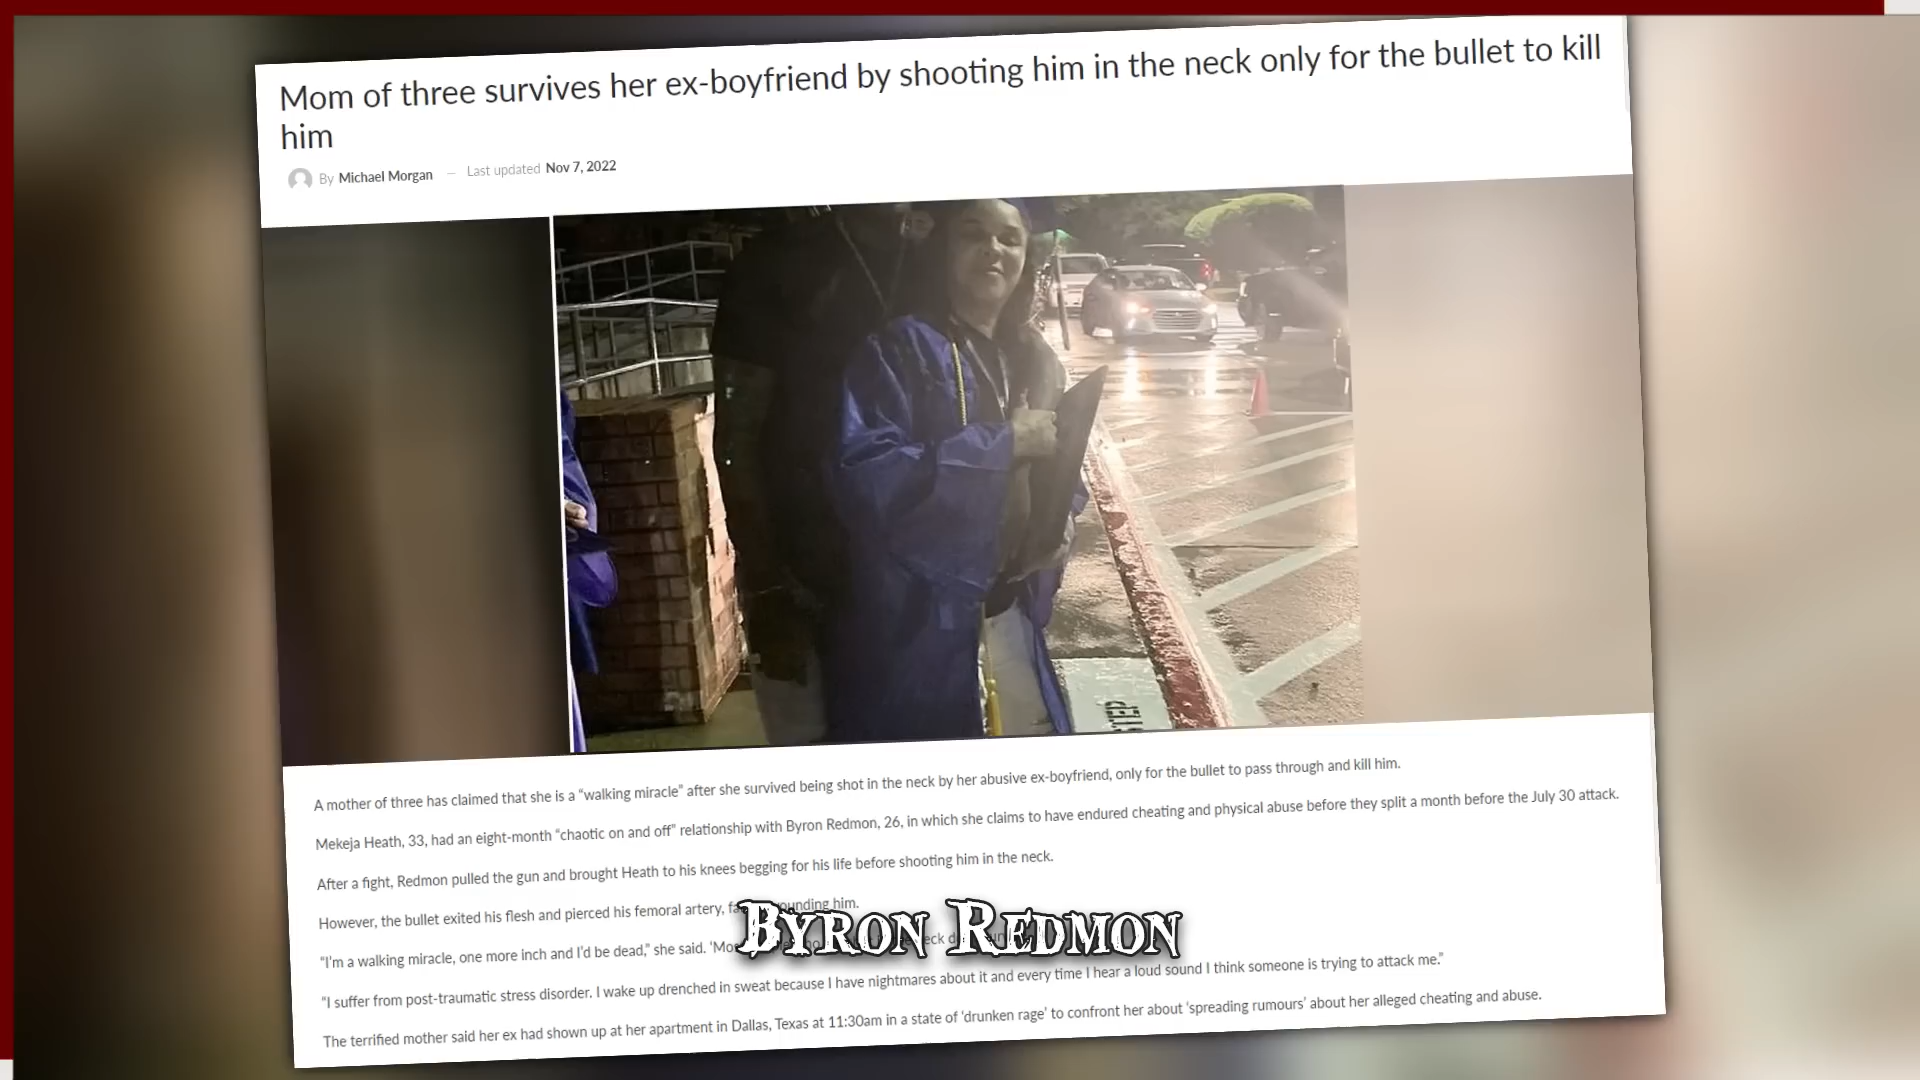 Mom of three survives her ex-boyfriend by shooting him in the neck only for the bullet to kill
him
By Michael Morgan — Last updated Nov 7, 2022
STEP
A mother of three has claimed that she is a “walking miracle” after she survived being shot in the neck by her abusive ex-boyfriend, only for the bullet to pass through and kill him.
Mekeja Heath, 33, had an eight-month “chaotic on and off” relationship with Byron Redmon, 26, in which she claims to have endured cheating and physical abuse before they split a month before the July 30 attack.
After a fight, Redmon pulled the gun and brought Heath to his knees begging for his life before shooting him in the neck.
However, the bullet exited his flesh and pierced his femoral artery, him.
Byron Redmon
“I’m a walking miracle, one more inch and I’d be dead,” she said.
“I suffer from post-traumatic stress disorder. I wake up drenched in sweat because I have nightmares about it and every time I hear a loud sound I think someone is trying to attack me.”
The terrified mother said her ex had shown up at her apartment in Dallas, Texas at 11:30am in a state of ‘drunken rage’ to confront her about ‘spreading rumours’ about her alleged cheating and abuse.